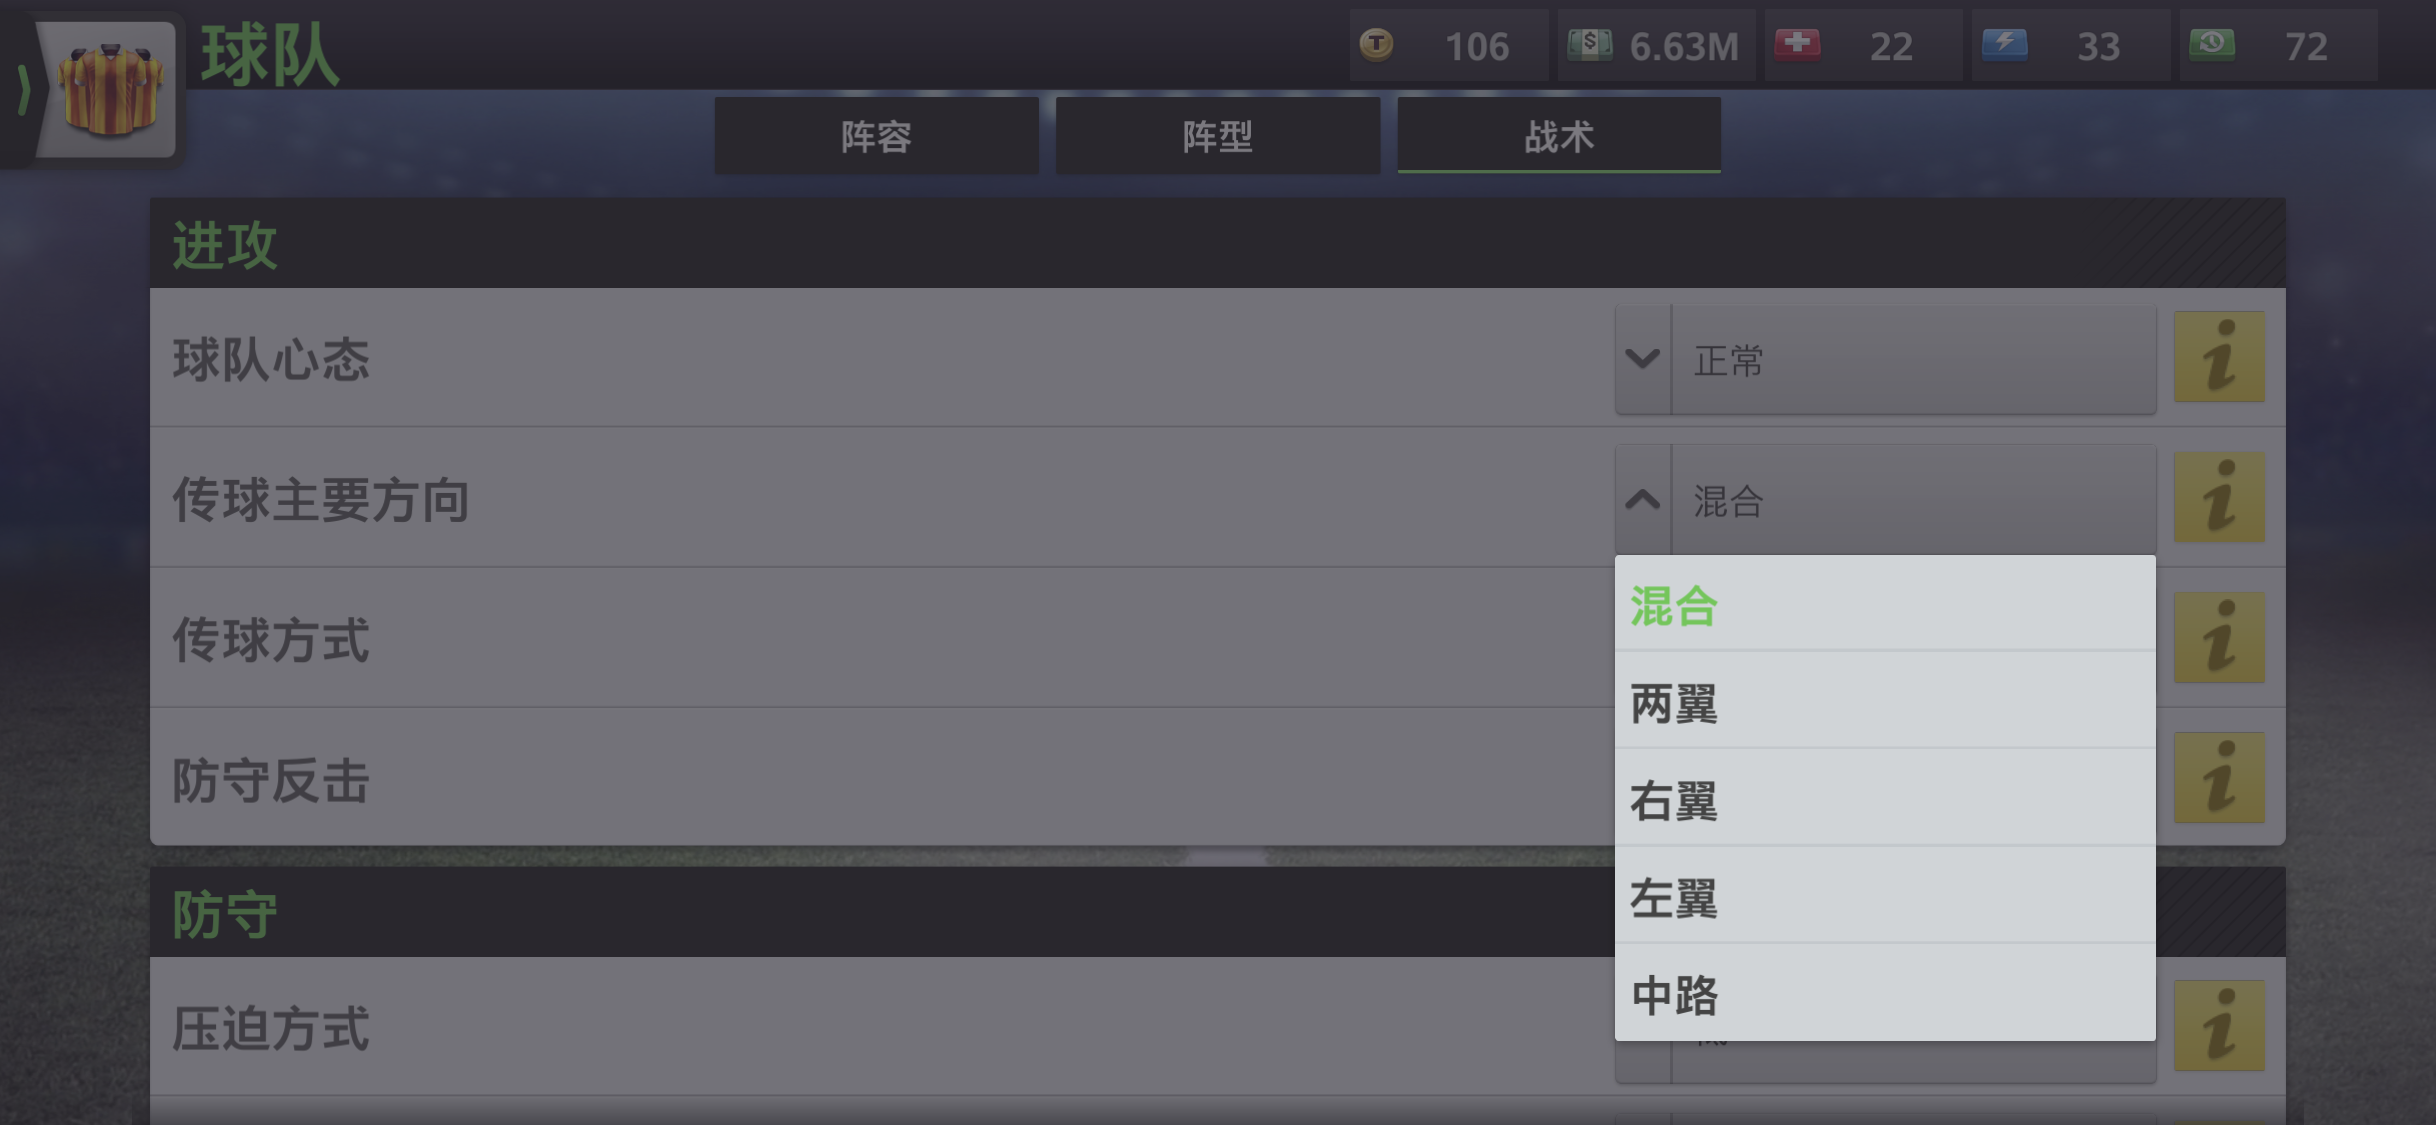 球队
T 106
$ 6.63M
22
33
72
阵容
阵型
战术
进攻
球队心态
正常
i
传球主要方向
混合
i
混合
两翼
右翼
左翼
中路
传球方式
i
防守反击
i
防守
压迫方式
i